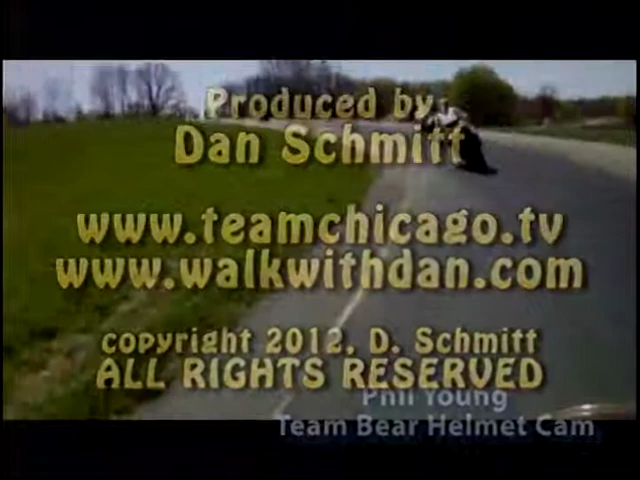 Produced by
Dan Schmitt
www.teamchicago.tv
www.walkwithdan.com
copyright 2012, D. Schmitt
ALL RIGHTS RESERVED
Phil Young
Team Bear Helmet Cam